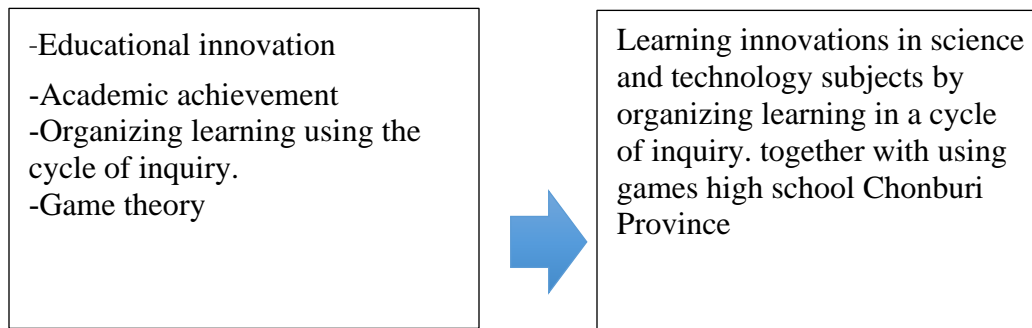 -Educational innovation
-Academic achievement
-Organizing learning using the
cycle of inquiry.
-Game theory
Learning innovations in science
and technology subjects by
organizing learning in a cycle
of inquiry. together with using
games high school Chonburi
Province